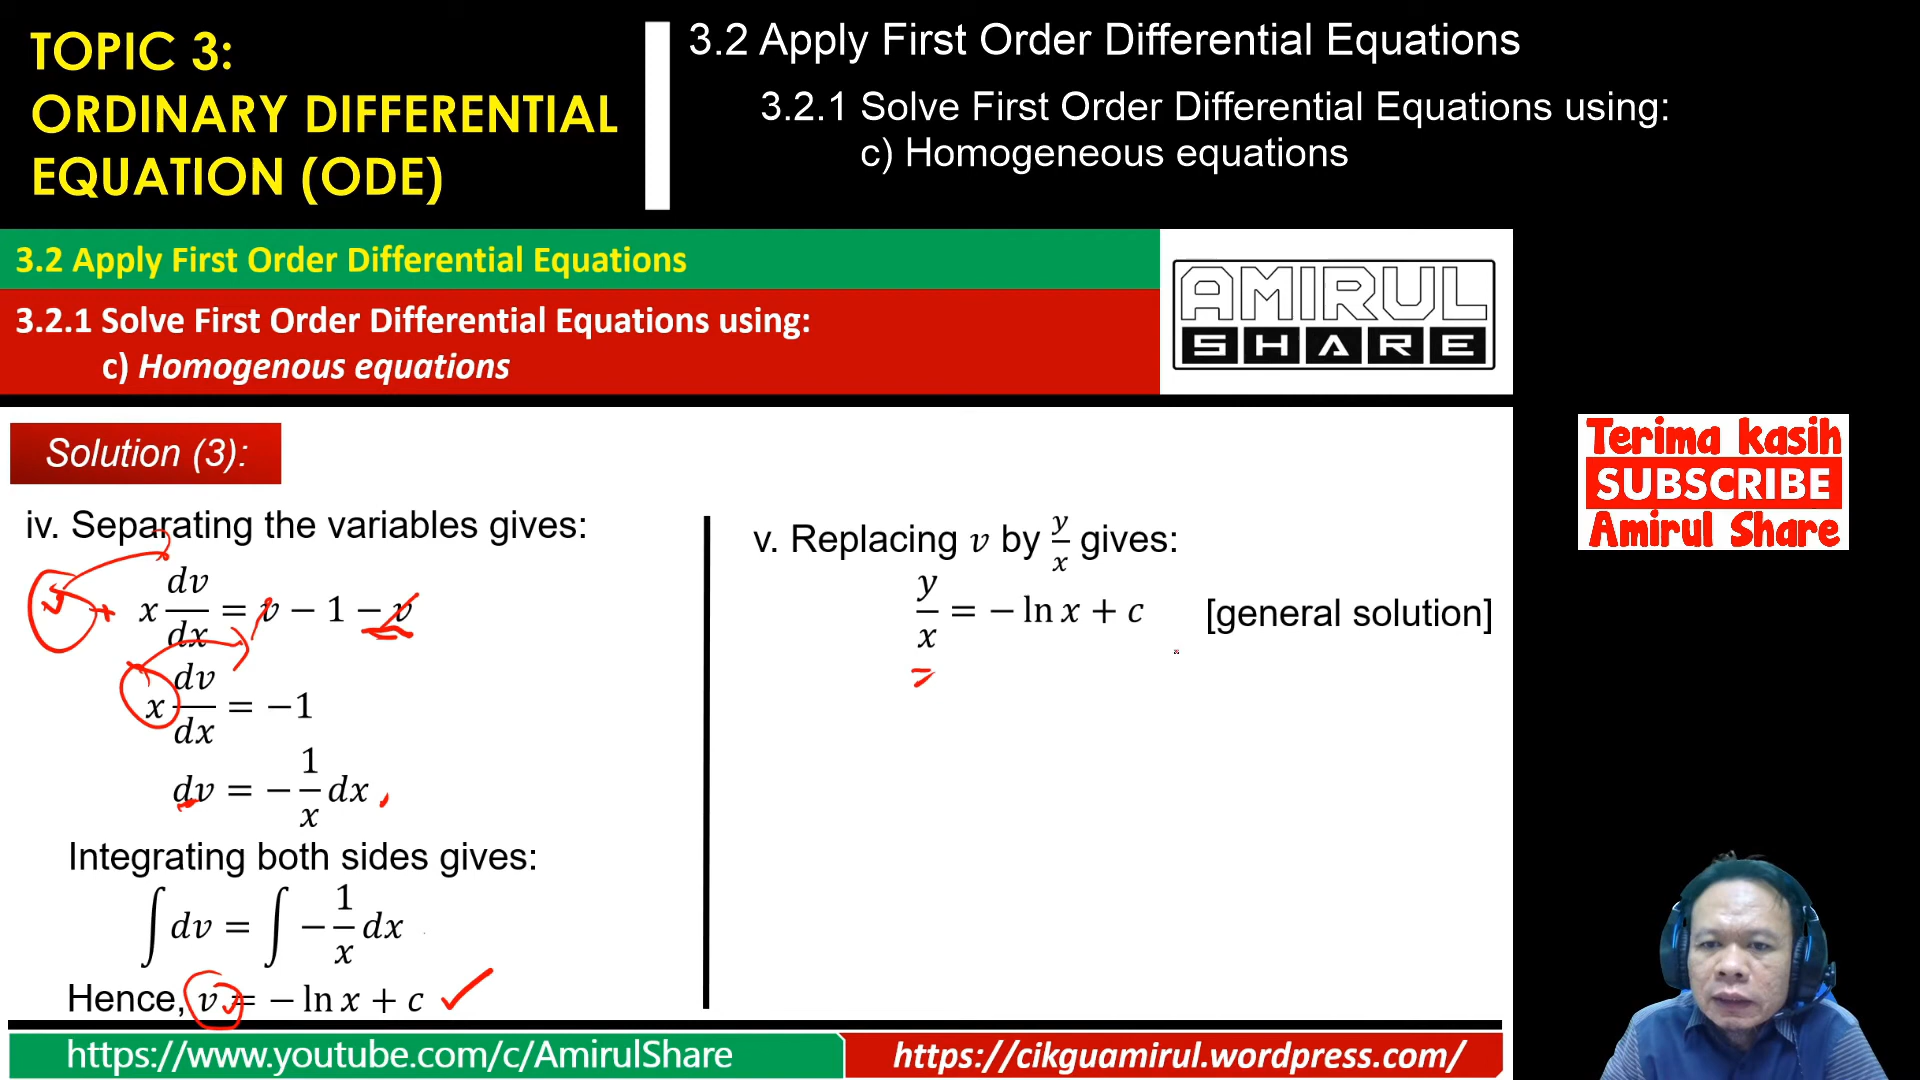 TOPIC 3:
ORDINARY DIFFERENTIAL
EQUATION (ODE)
3.2 Apply First Order Differential Equations
3.2.1 Solve First Order Differential Equations using:
c) Homogeneous equations
3.2 Apply First Order Differential Equations
3.2.1 Solve First Order Differential Equations using:
c) Homogenous equations
AMIRUL
SHARE
Terima kasih
SUBSCRIBE
Amirul Share
Solution (3):
iv. Separating the variables gives:
v + x dv/dx = v − 1 − v
x dv/dx = −1
dv = − 1/x dx
Integrating both sides gives:
∫ dv = ∫ − 1/x dx
Hence, v = − ln x + c ✓
v. Replacing v by y/x gives:
y/x = − ln x + c [general solution]
https://www.youtube.com/c/AmirulShare
https://cikguamirul.wordpress.com/